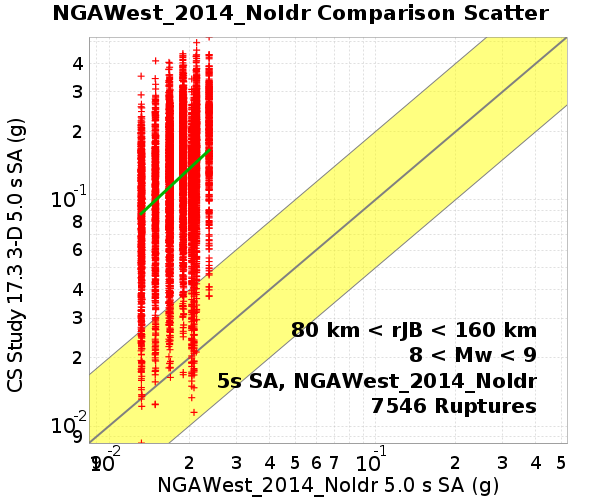 NGAWest_2014_NoIdr Comparison Scatter
CS Study 17.3 3-D 5.0 s SA (g)
4
3
2
10-1
8
6
4
3
2
10-2
9
80 km < rJB < 160 km
8 < Mw < 9
5s SA, NGAWest_2014_NoIdr
7546 Ruptures
9 10-2 2 3 4 5 6 7 10-1 2 3 4 5
NGAWest_2014_NoIdr 5.0 s SA (g)